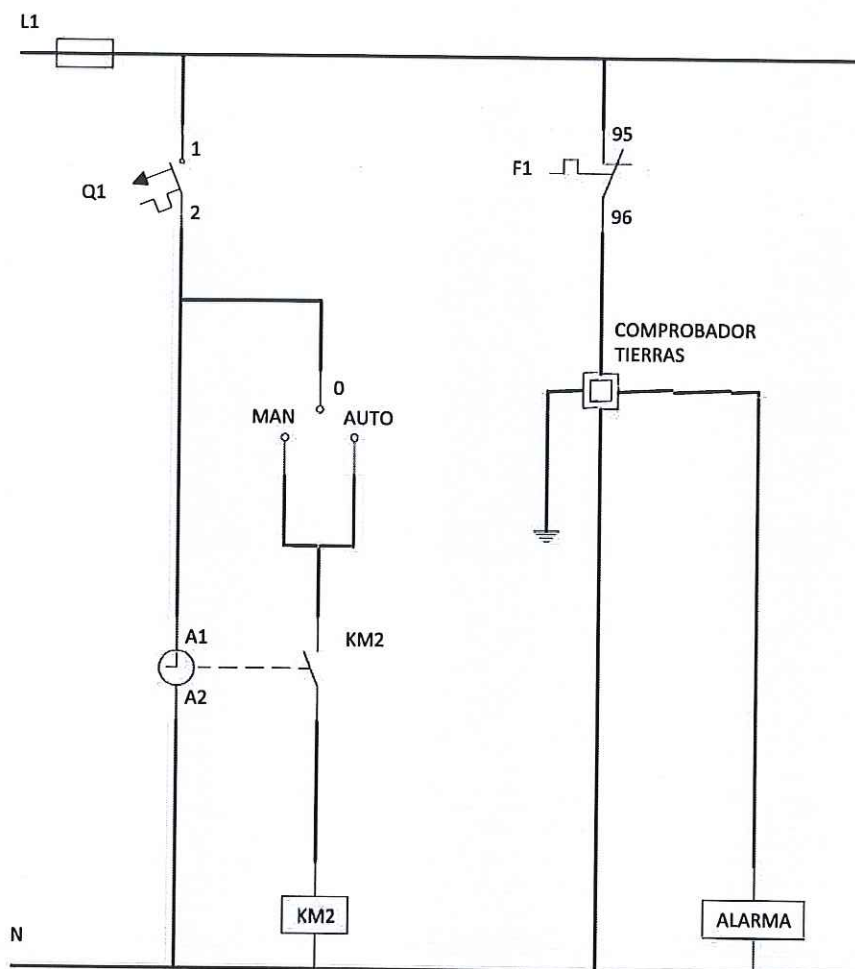 L1
1
Q1
2
95
F1
96
COMPROBADOR
TIERRAS
0
MAN
AUTO
A1
KM2
A2
KM2
ALARMA
N